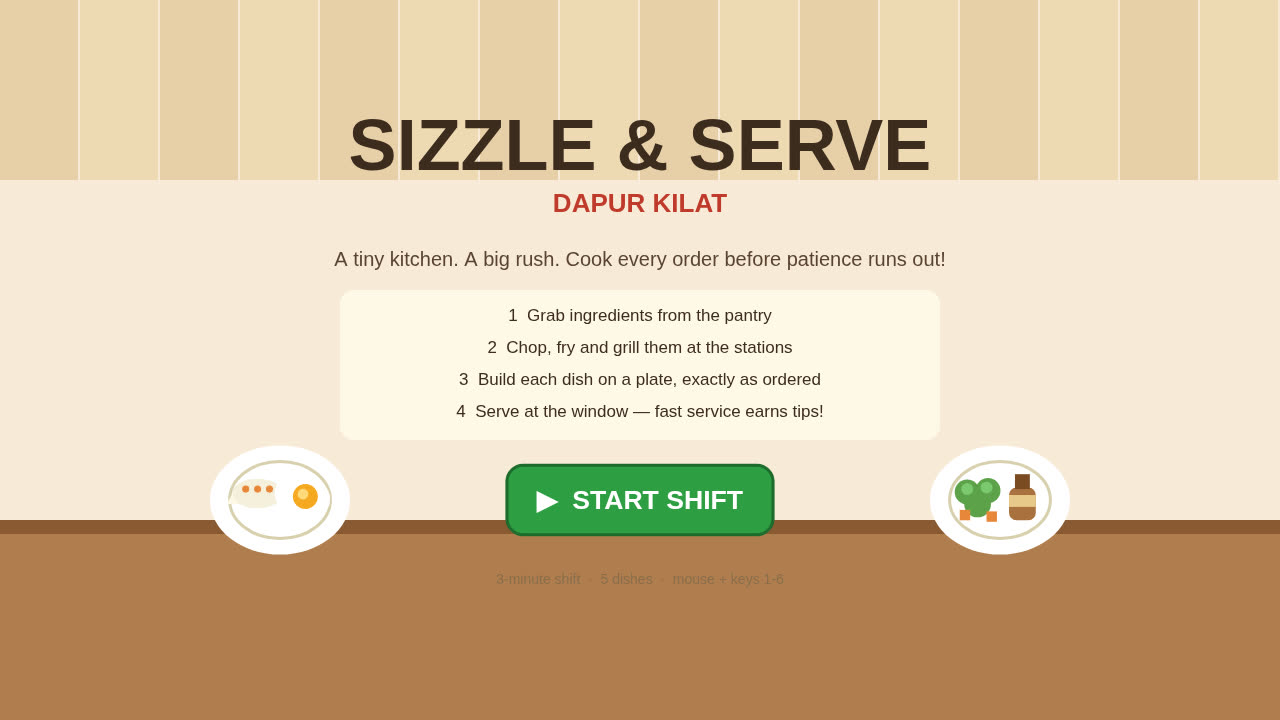 SIZZLE & SERVE
DAPUR KILAT
A tiny kitchen. A big rush. Cook every order before patience runs out!
1 Grab ingredients from the pantry
2 Chop, fry and grill them at the stations
3 Build each dish on a plate, exactly as ordered
4 Serve at the window — fast service earns tips!
▶ START SHIFT
3-minute shift · 5 dishes · mouse + keys 1-6